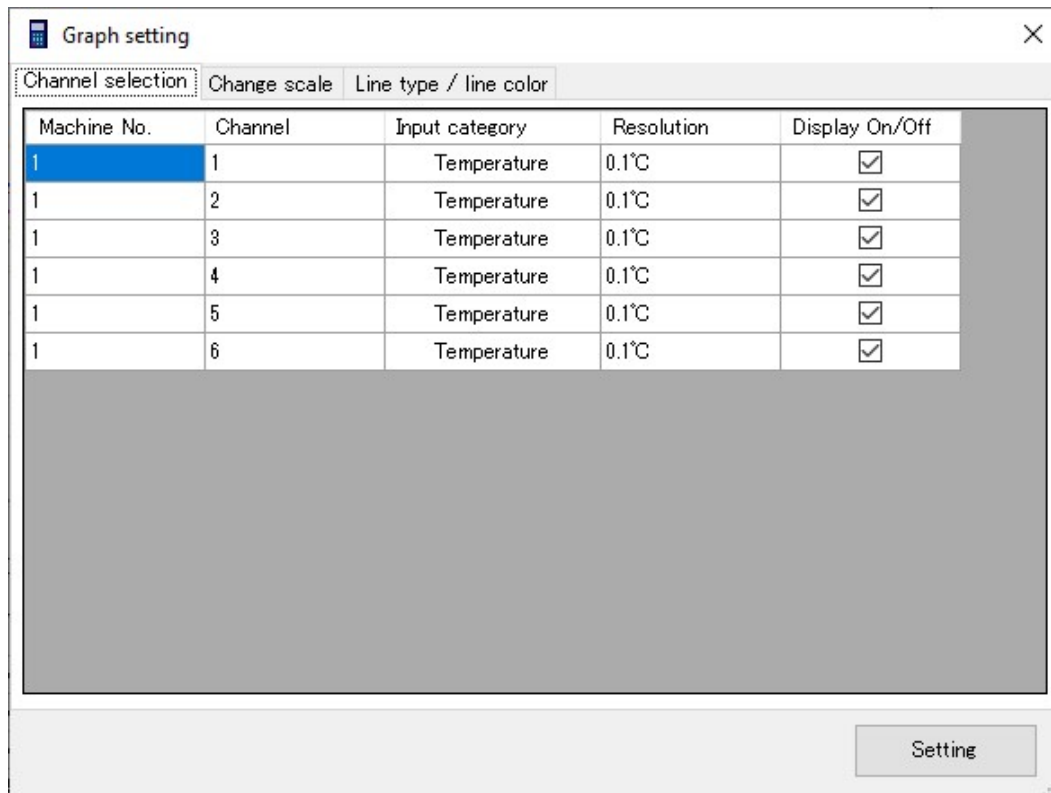 Graph setting
Channel selection Change scale Line type / line color
Machine No. Channel Input category Resolution Display On/Off
1 1 Temperature 0.1℃
1 2 Temperature 0.1℃
1 3 Temperature 0.1℃
1 4 Temperature 0.1℃
1 5 Temperature 0.1℃
1 6 Temperature 0.1℃
Setting